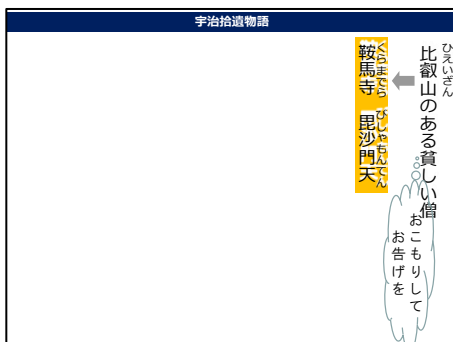 宇治拾遺物語
ひえいざん
比叡山のある貧しい僧
おこもりして
お告げを
くらまでら びしゃもんてん
鞍馬寺 毘沙門天